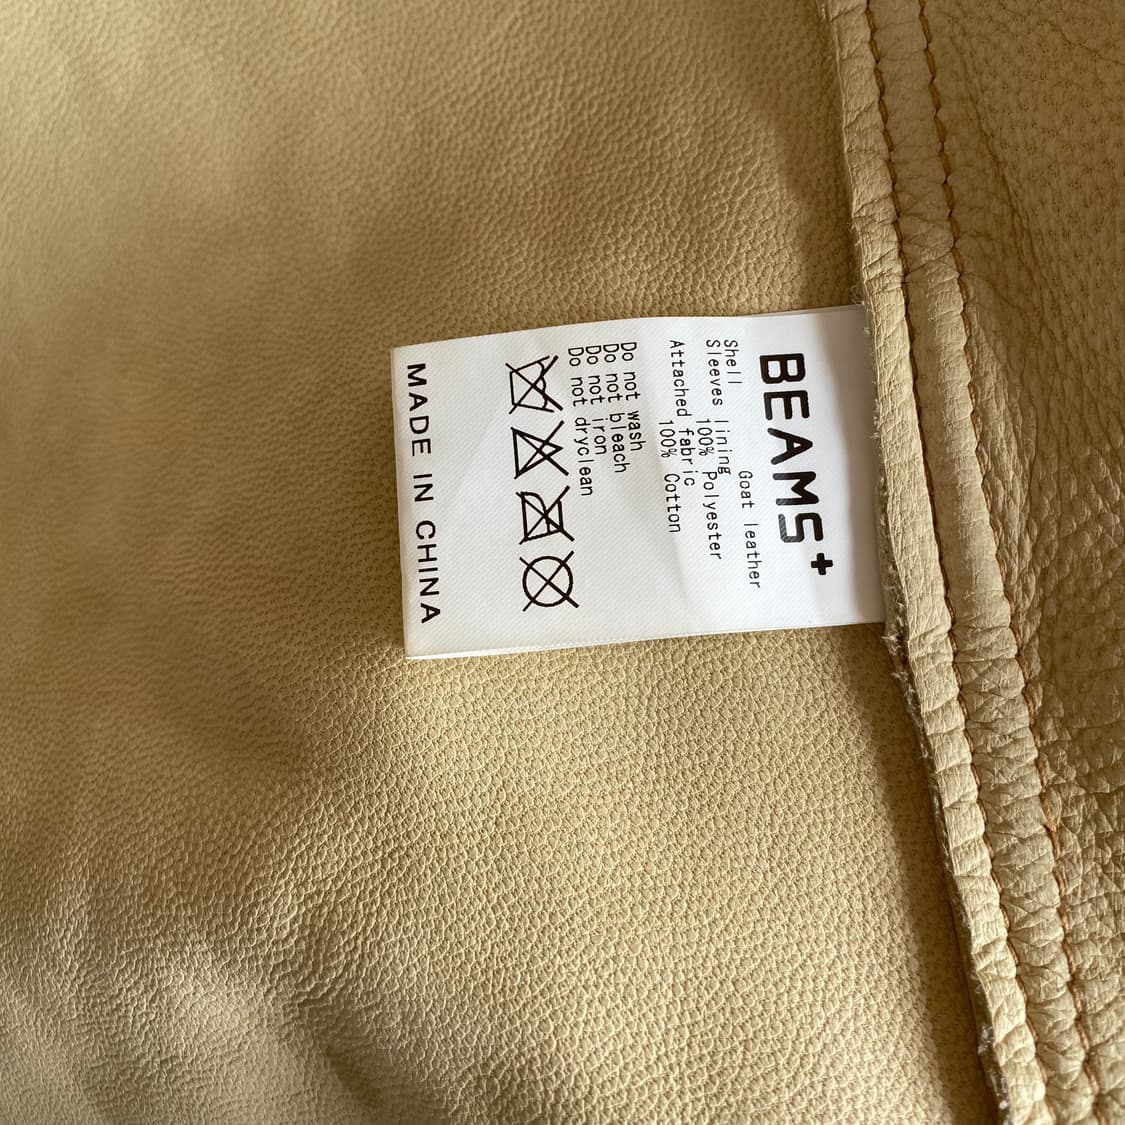 BEAMS+
Shell Goat leather
Sleeves lining
100% Polyester
Attached fabric
100% Cotton
Do not wash
Do not bleach
Do not iron
Do not dryclean
MADE IN CHINA